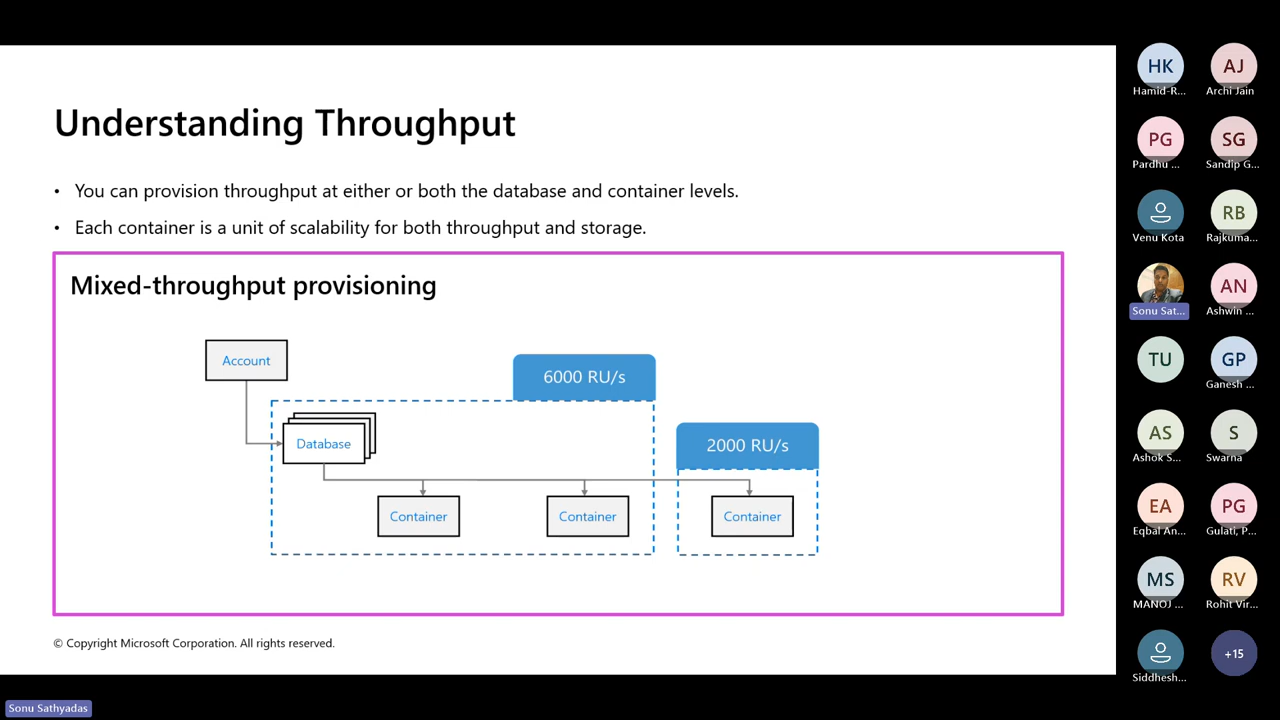 Understanding Throughput
• You can provision throughput at either or both the database and container levels.
• Each container is a unit of scalability for both throughput and storage.
Mixed-throughput provisioning
Account
6000 RU/s
Database
2000 RU/s
Container
Container
Container
© Copyright Microsoft Corporation. All rights reserved.
HK
Hamid-R...
AJ
Archi Jain
PG
Pardhu ...
SG
Sandip G...
Venu Kota
RB
Rajkuma...
Sonu Sat...
AN
Ashwin ...
TU
GP
Ganesh ...
AS
Ashok S...
S
Swarna
EA
Eqbal An...
PG
Gulati, P...
MS
MANOJ ...
RV
Rohit Vir...
Siddhesh...
+15
Sonu Sathyadas